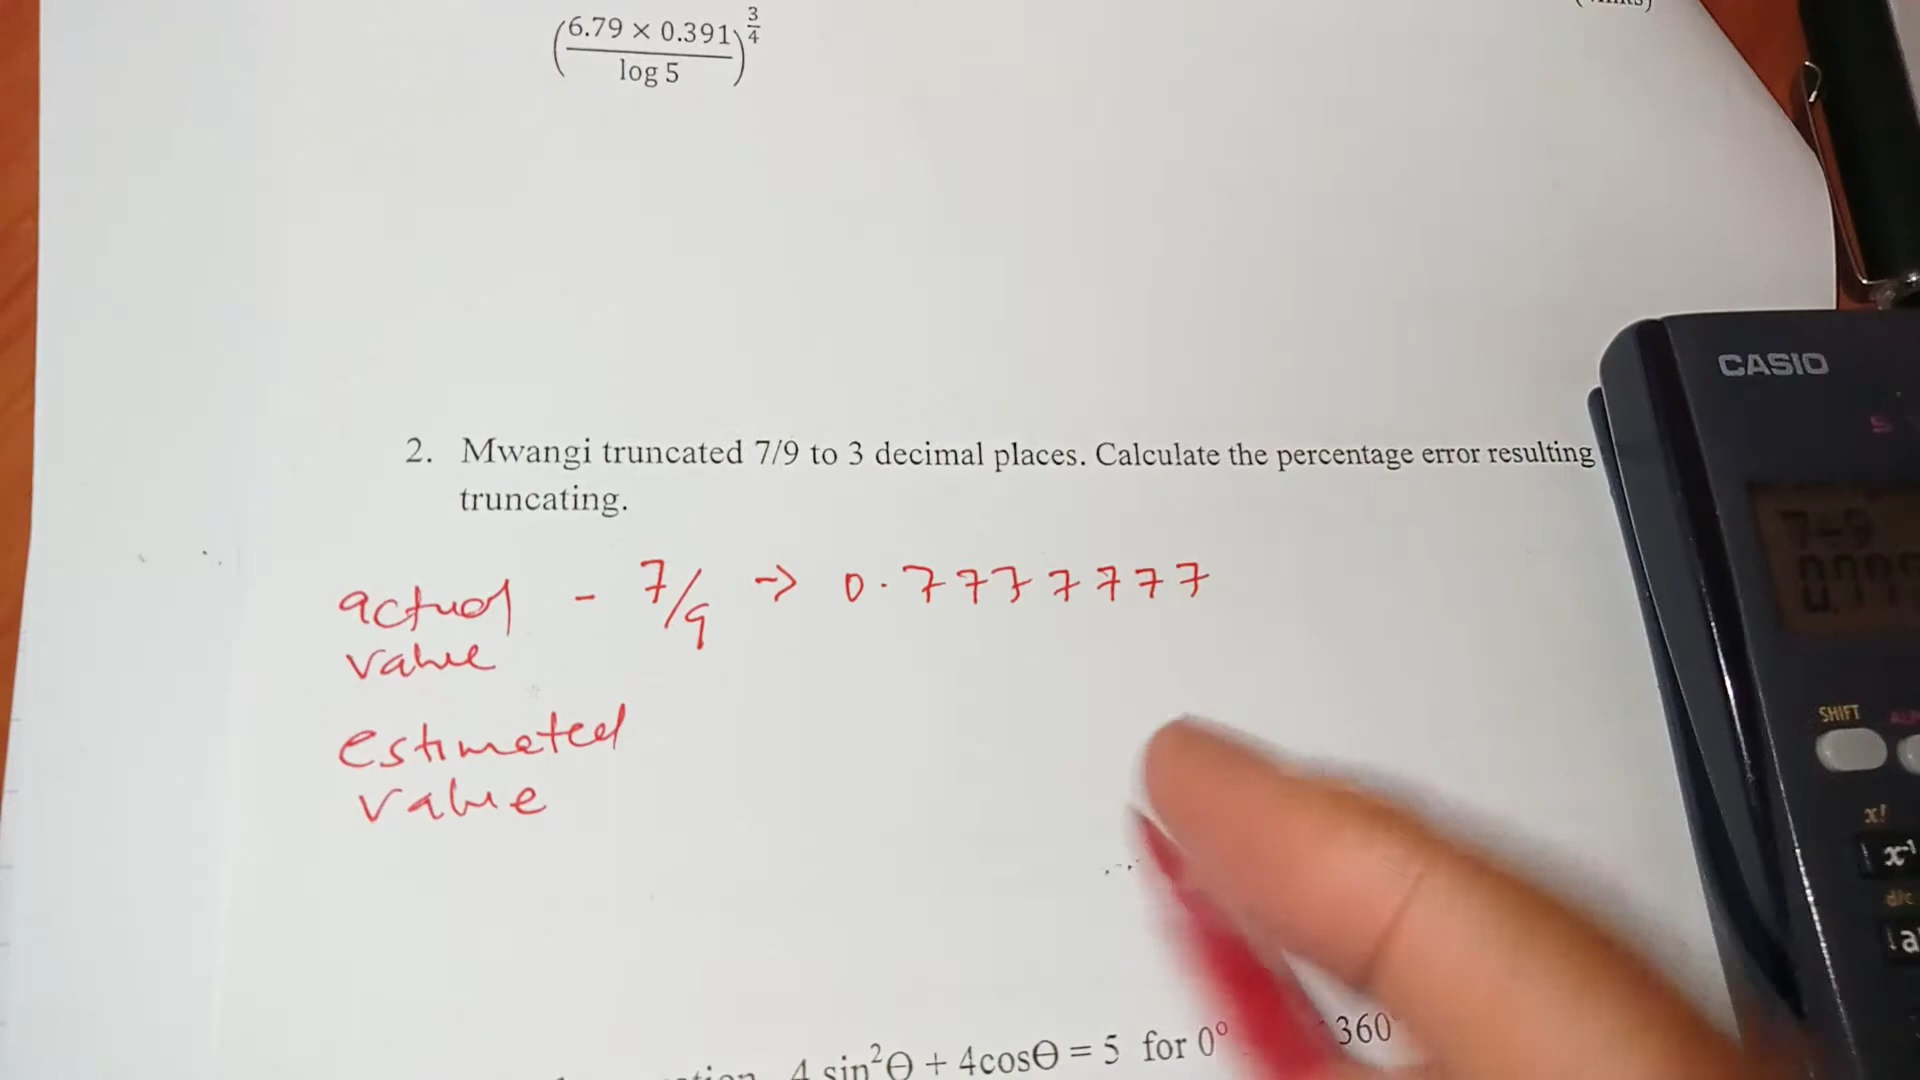 (6.79 × 0.391
log 5)^3/4
2. Mwangi truncated 7/9 to 3 decimal places. Calculate the percentage error resulting
truncating.
actual - 7/9 → 0.7777777
value
estimated
value
4 sin²Θ + 4cosΘ = 5 for 0° 360°
CASIO
7÷9
SHIFT
x!
x⁻¹
d/c